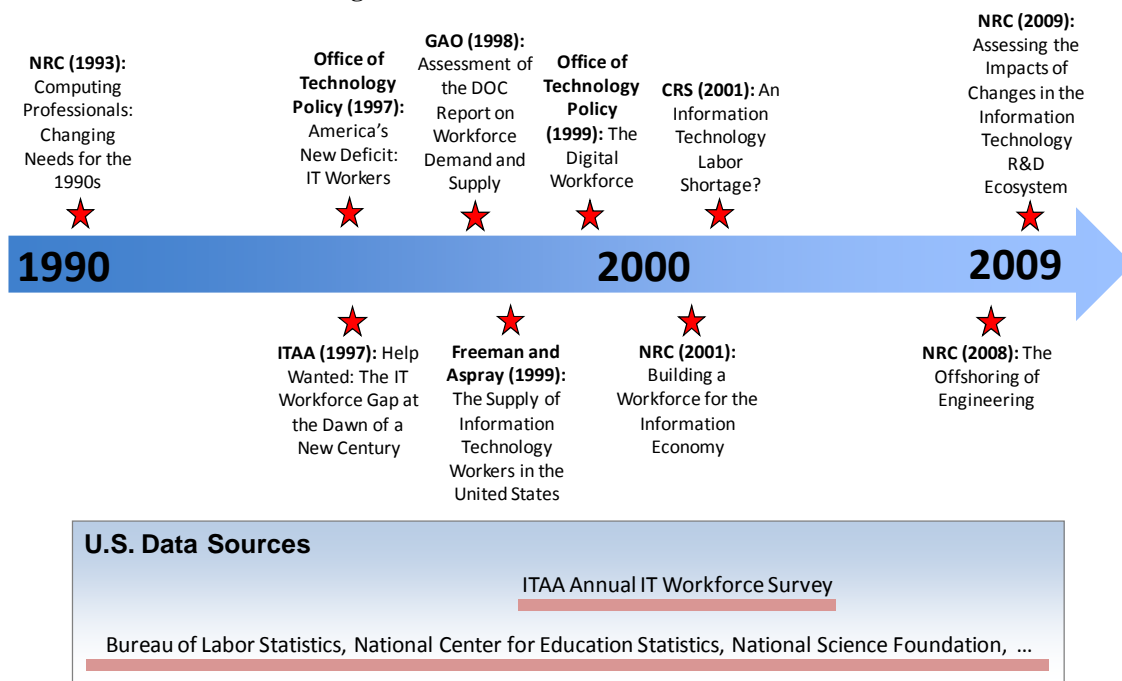 NRC (1993):
Computing
Professionals:
Changing
Needs for the
1990s
Office of
Technology
Policy (1997):
America's
New Deficit:
IT Workers
GAO (1998):
Assessment of
the DOC
Report on
Workforce
Demand and
Supply
Office of
Technology
Policy
(1999): The
Digital
Workforce
CRS (2001): An
Information
Technology
Labor
Shortage?
NRC (2009):
Assessing the
Impacts of
Changes in the
Information
Technology
R&D
Ecosystem
1990
2000
2009
ITAA (1997): Help
Wanted: The IT
Workforce Gap at
the Dawn of a
New Century
Freeman and
Aspray (1999):
The Supply of
Information
Technology
Workers in the
United States
NRC (2001):
Building a
Workforce for the
Information
Economy
NRC (2008): The
Offshoring of
Engineering
U.S. Data Sources
ITAA Annual IT Workforce Survey
Bureau of Labor Statistics, National Center for Education Statistics, National Science Foundation, ...